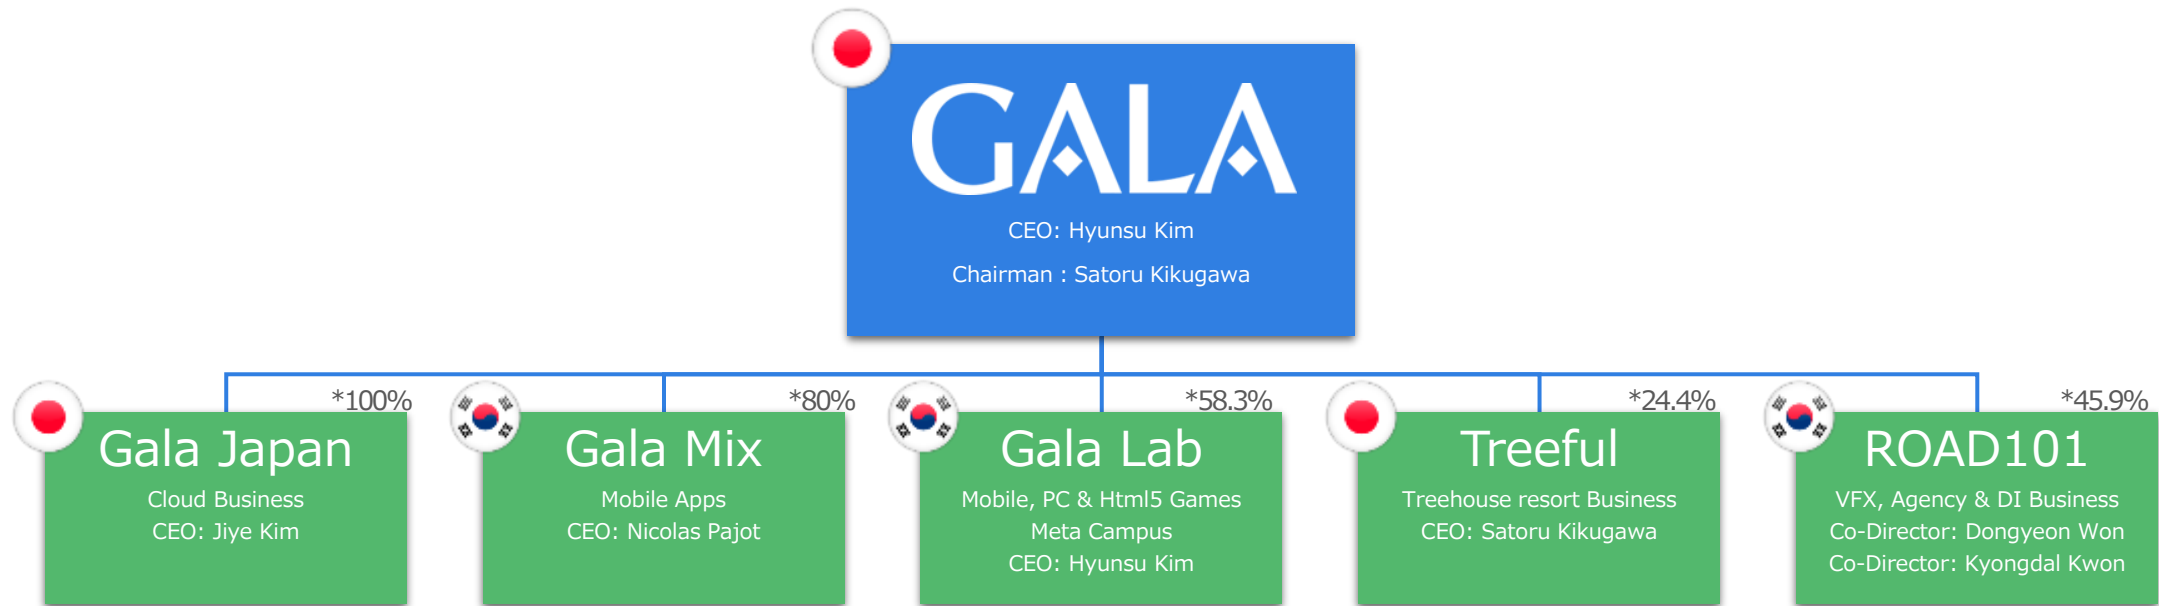 GALA
CEO: Hyunsu Kim
Chairman : Satoru Kikugawa
*100%
Gala Japan
Cloud Business
CEO: Jiye Kim
*80%
Gala Mix
Mobile Apps
CEO: Nicolas Pajot
*58.3%
Gala Lab
Mobile, PC & Html5 Games
Meta Campus
CEO: Hyunsu Kim
*24.4%
Treeful
Treehouse resort Business
CEO: Satoru Kikugawa
*45.9%
ROAD101
VFX, Agency & DI Business
Co-Director: Dongyeon Won
Co-Director: Kyongdal Kwon